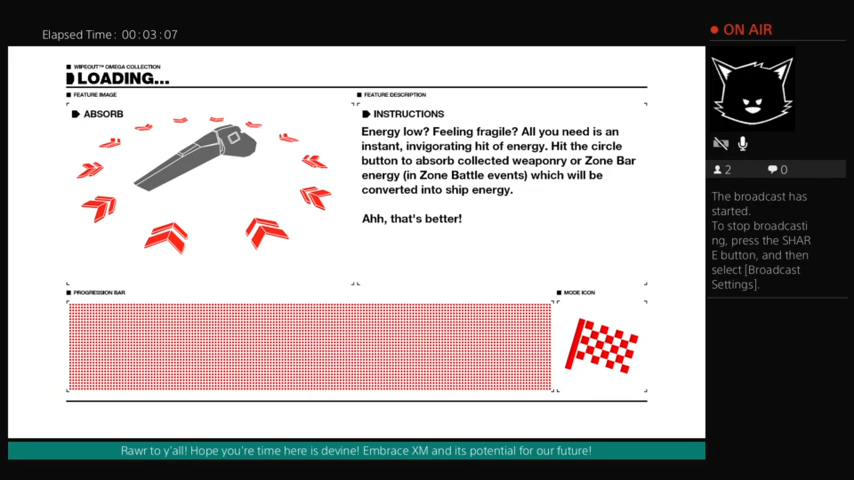 Elapsed Time: 00:03:07
ON AIR
WIPEOUT™ OMEGA COLLECTION
LOADING...
FEATURE IMAGE
FEATURE DESCRIPTION
ABSORB
INSTRUCTIONS
Energy low? Feeling fragile? All you need is an
instant, invigorating hit of energy. Hit the circle
button to absorb collected weaponry or Zone Bar
energy (in Zone Battle events) which will be
converted into ship energy.
Ahh, that's better!
2
0
The broadcast has
started.
To stop broadcasti
ng, press the SHAR
E button, and then
select [Broadcast
Settings].
PROGRESSION BAR
MODE ICON
Rawr to y'all! Hope you're time here is devine! Embrace XM and its potential for our future!